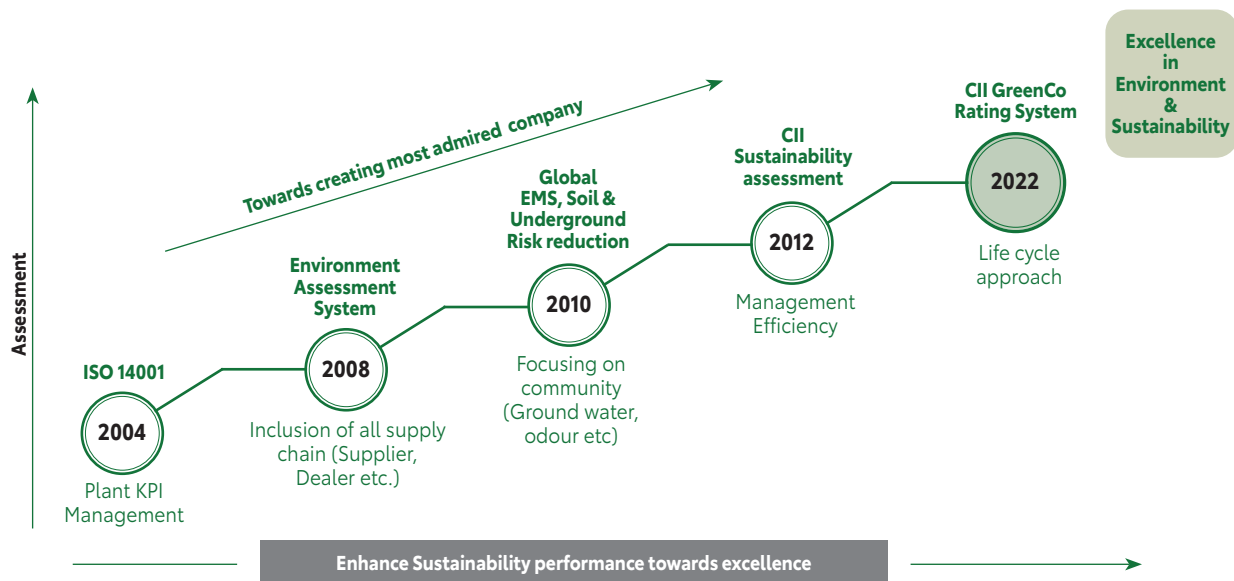 Excellence
in
Environment
&
Sustainability
CII GreenCo
Rating System
2022
Life cycle
approach
Towards creating most admired company
CII
Sustainability
assessment
2012
Management
Efficiency
Global
EMS, Soil &
Underground
Risk reduction
2010
Focusing on
community
(Ground water,
odour etc)
Environment
Assessment
System
2008
Inclusion of all supply
chain (Supplier,
Dealer etc.)
ISO 14001
2004
Plant KPI
Management
Assessment
Enhance Sustainability performance towards excellence